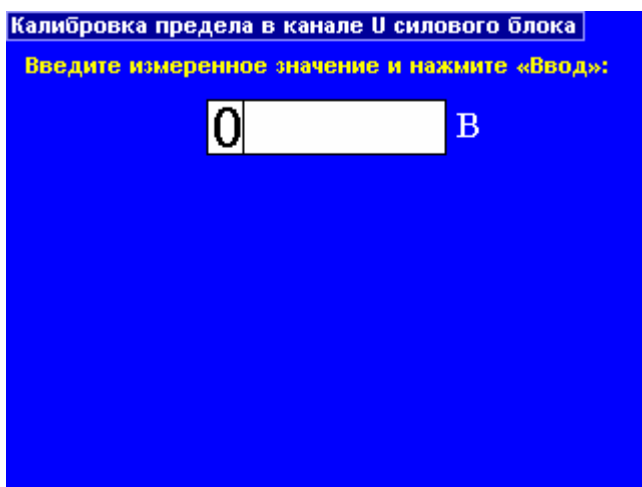 Калибровка предела в канале U силового блока
Введите измеренное значение и нажмите «Ввод»:
0 В